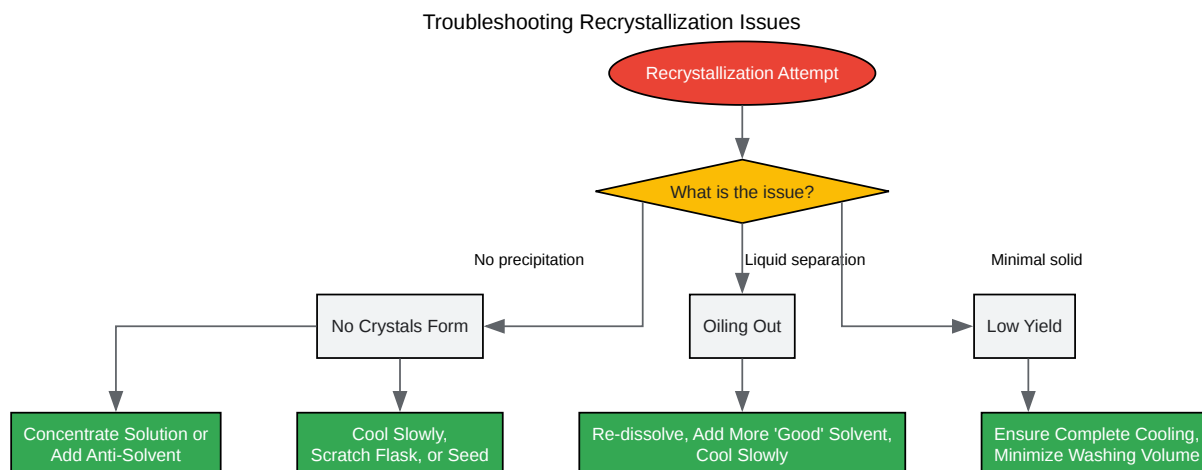 Troubleshooting Recrystallization Issues
Recrystallization Attempt
What is the issue?
No precipitation
Liquid separation
Minimal solid
No Crystals Form
Oiling Out
Low Yield
Concentrate Solution or
Add Anti-Solvent
Cool Slowly,
Scratch Flask, or Seed
Re-dissolve, Add More 'Good' Solvent,
Cool Slowly
Ensure Complete Cooling,
Minimize Washing Volume